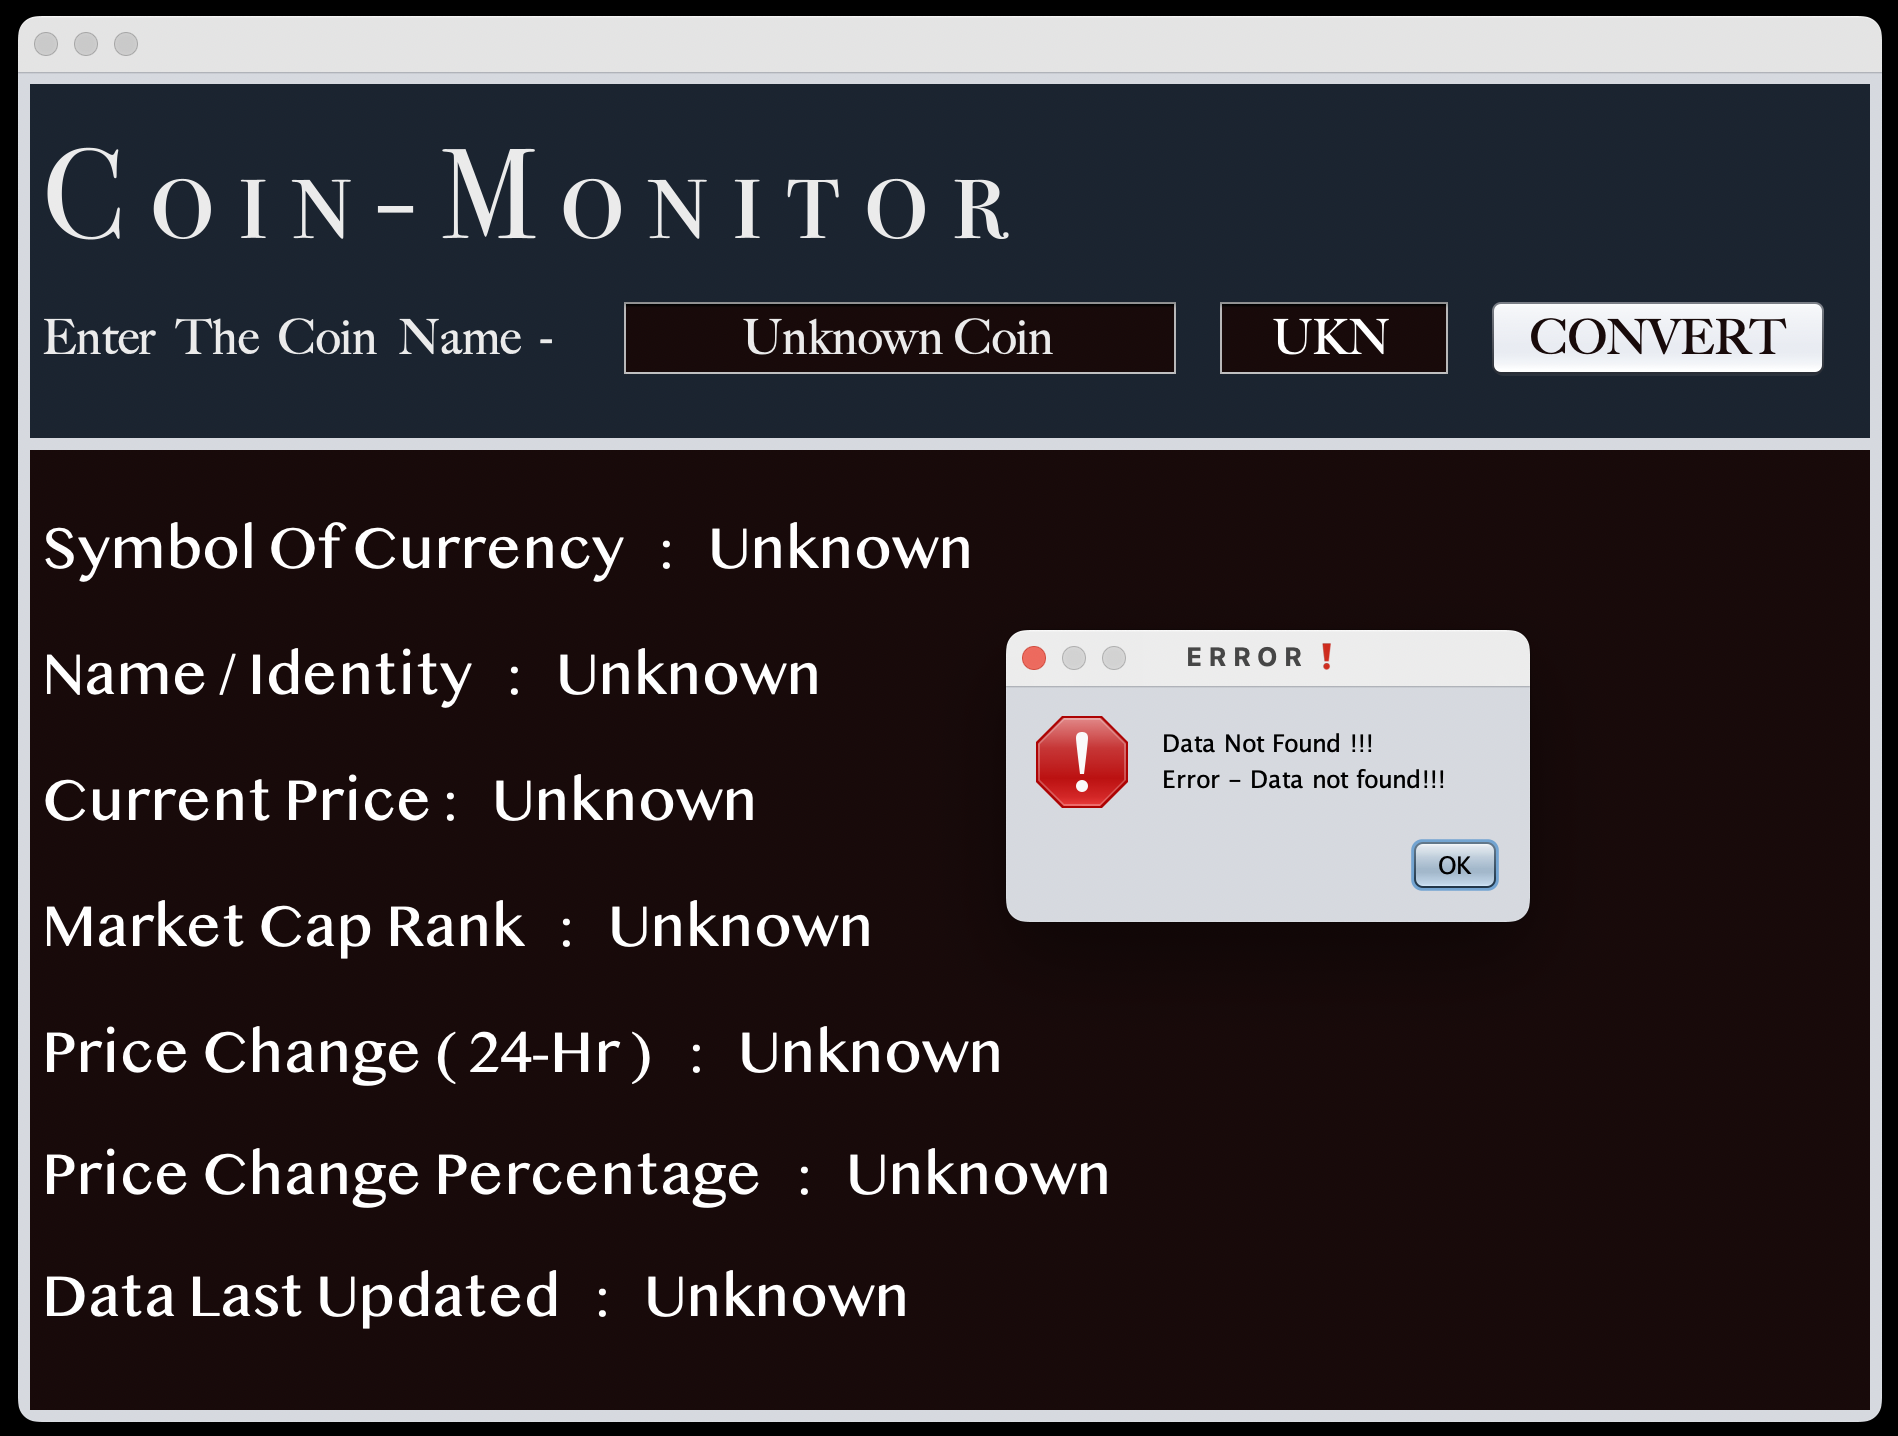 Coin-Monitor
Enter The Coin Name - Unknown Coin UKN CONVERT
Symbol Of Currency : Unknown
Name / Identity : Unknown
Current Price : Unknown
Market Cap Rank : Unknown
Price Change ( 24-Hr ) : Unknown
Price Change Percentage : Unknown
Data Last Updated : Unknown
ERROR❗
Data Not Found !!!
Error - Data not found!!!
OK